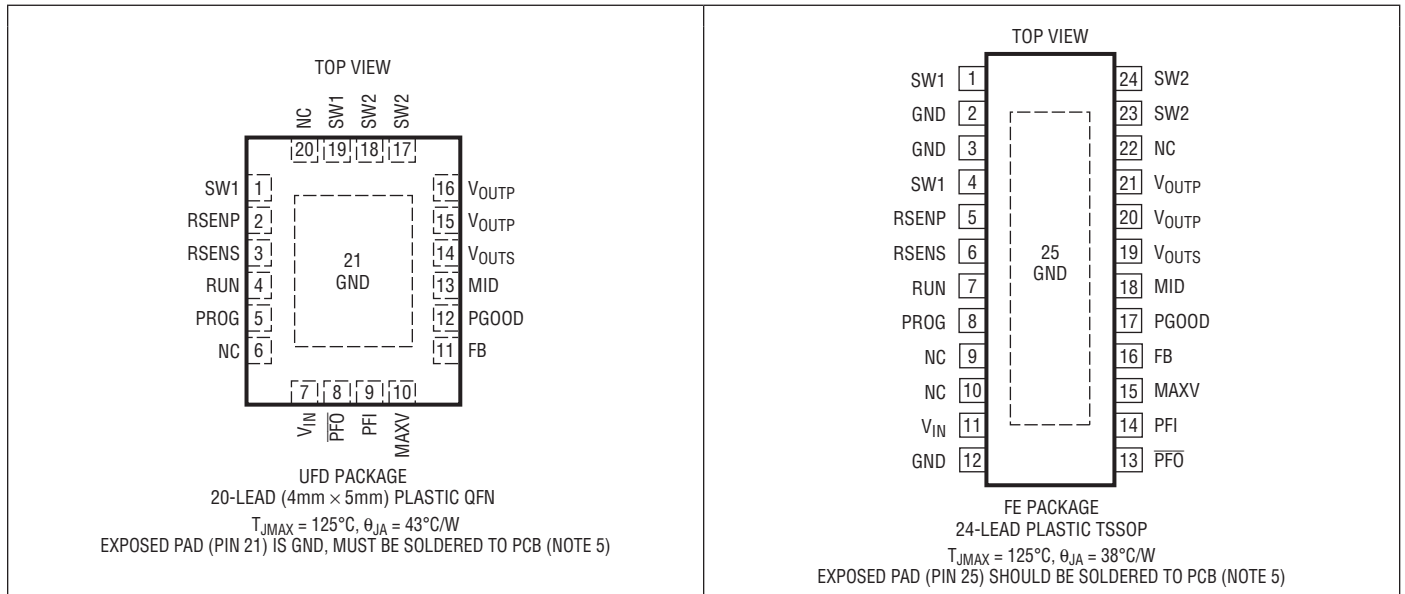 TOP VIEW
NC SW1 SW2 SW2
20 19 18 17
SW1 1
RSENP 2
RSENS 3
RUN 4
PROG 5
NC 6
21
GND
16 VOUTP
15 VOUTP
14 VOUTS
13 MID
12 PGOOD
11 FB
7 8 9 10
VIN P̅F̅O̅ PFI MAXV
UFD PACKAGE
20-LEAD (4mm × 5mm) PLASTIC QFN
TJMAX = 125°C, θJA = 43°C/W
EXPOSED PAD (PIN 21) IS GND, MUST BE SOLDERED TO PCB (NOTE 5)
TOP VIEW
SW1 1
GND 2
GND 3
SW1 4
RSENP 5
RSENS 6
RUN 7
PROG 8
NC 9
NC 10
VIN 11
GND 12
25
GND
24 SW2
23 SW2
22 NC
21 VOUTP
20 VOUTP
19 VOUTS
18 MID
17 PGOOD
16 FB
15 MAXV
14 PFI
13 P̅F̅O̅
FE PACKAGE
24-LEAD PLASTIC TSSOP
TJMAX = 125°C, θJA = 38°C/W
EXPOSED PAD (PIN 25) SHOULD BE SOLDERED TO PCB (NOTE 5)